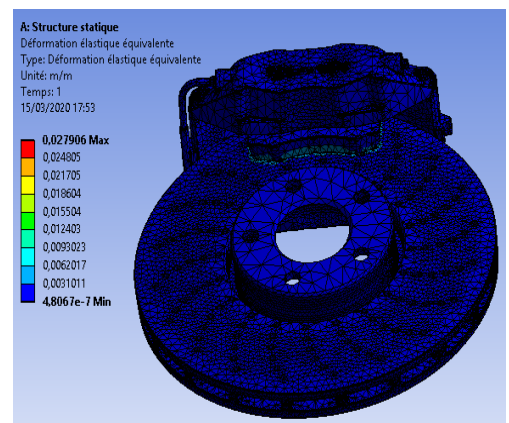 A: Structure statique
Déformation élastique équivalente
Type: Déformation élastique équivalente
Unité: m/m
Temps: 1
15/03/2020 17:53
0,027906 Max
0,024805
0,021705
0,018604
0,015504
0,012403
0,0093023
0,0062017
0,0031011
4,8067e-7 Min